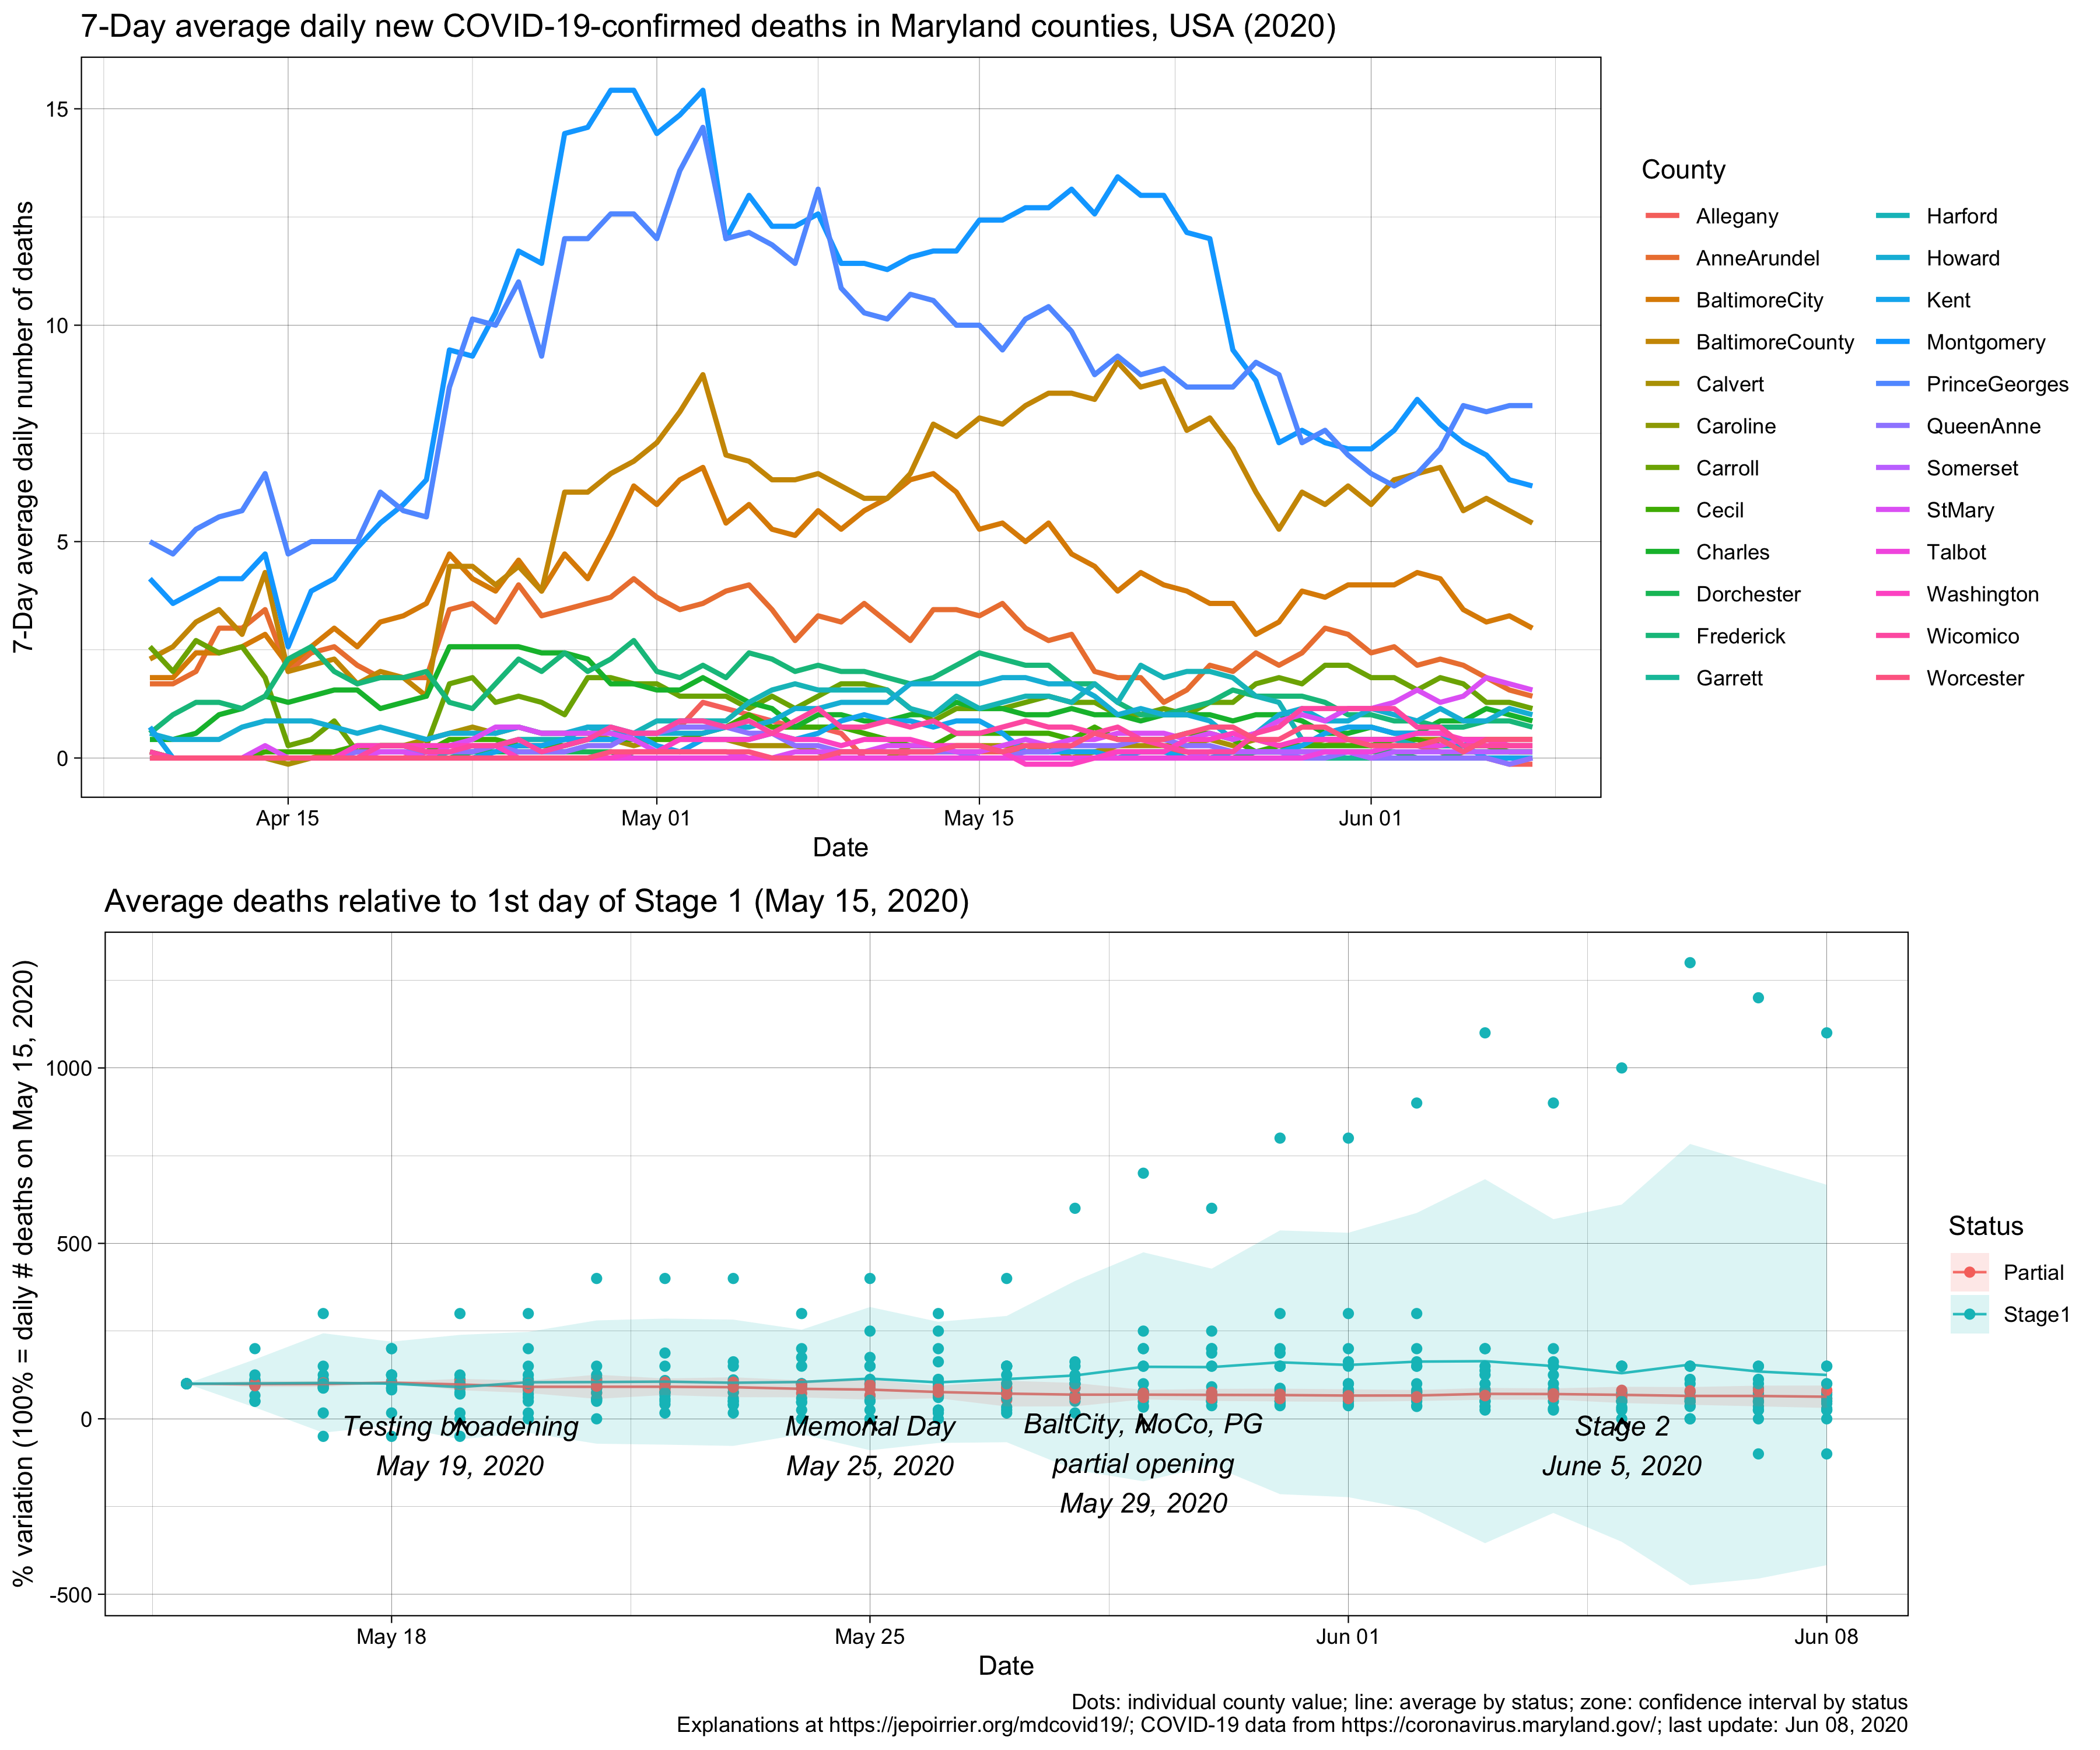 7-Day average daily new COVID-19-confirmed deaths in Maryland counties, USA (2020)
7-Day average daily number of deaths
15
10
5
0
Apr 15
May 01
May 15
Jun 01
Date
County
Allegany
AnneArundel
BaltimoreCity
BaltimoreCounty
Calvert
Caroline
Carroll
Cecil
Charles
Dorchester
Frederick
Garrett
Harford
Howard
Kent
Montgomery
PrinceGeorges
QueenAnne
Somerset
StMary
Talbot
Washington
Wicomico
Worcester
Average deaths relative to 1st day of Stage 1 (May 15, 2020)
% variation (100% = daily # deaths on May 15, 2020)
1000
500
0
-500
Testing broadening
May 19, 2020
Memorial Day
May 25, 2020
BaltCity, MoCo, PG
partial opening
May 29, 2020
Stage 2
June 5, 2020
May 18
May 25
Jun 01
Jun 08
Date
Status
Partial
Stage1
Dots: individual county value; line: average by status; zone: confidence interval by status
Explanations at https://jepoirrier.org/mdcovid19/; COVID-19 data from https://coronavirus.maryland.gov/; last update: Jun 08, 2020